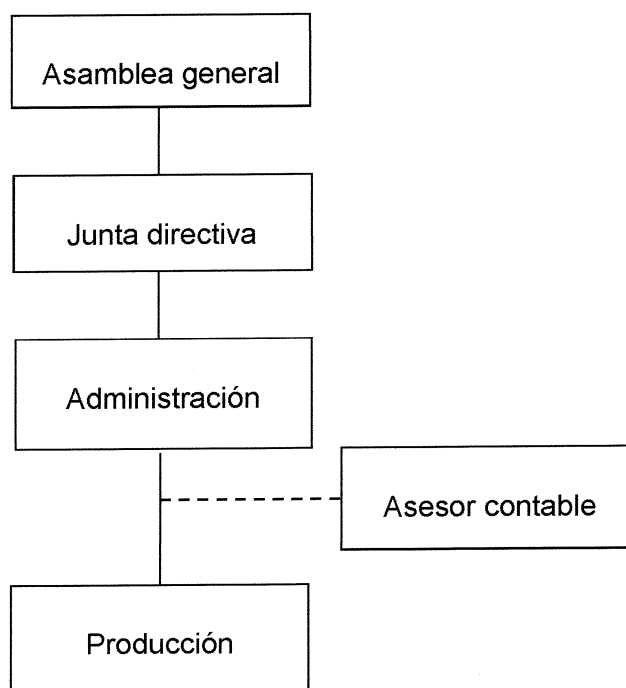 Asamblea general
Junta directiva
Administración
Asesor contable
Producción